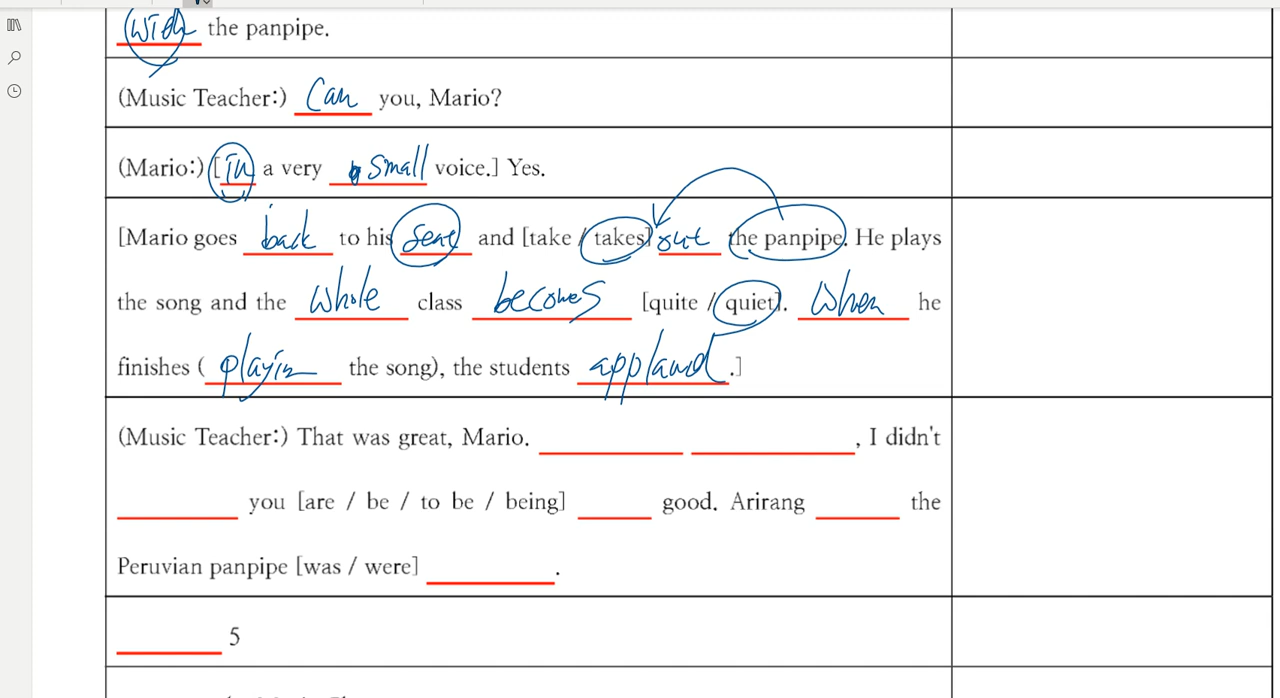 with the panpipe.
(Music Teacher:) Can you, Mario?
(Mario:) [in a very small voice.] Yes.
[Mario goes back to his seat and [take / takes] out the panpipe. He plays
the song and the whole class becomes [quite / quiet]. When he
finishes ( playin the song), the students applaud.]
(Music Teacher:) That was great, Mario. , I didn't
you [are / be / to be / being] good. Arirang the
Peruvian panpipe [was / were] .
5